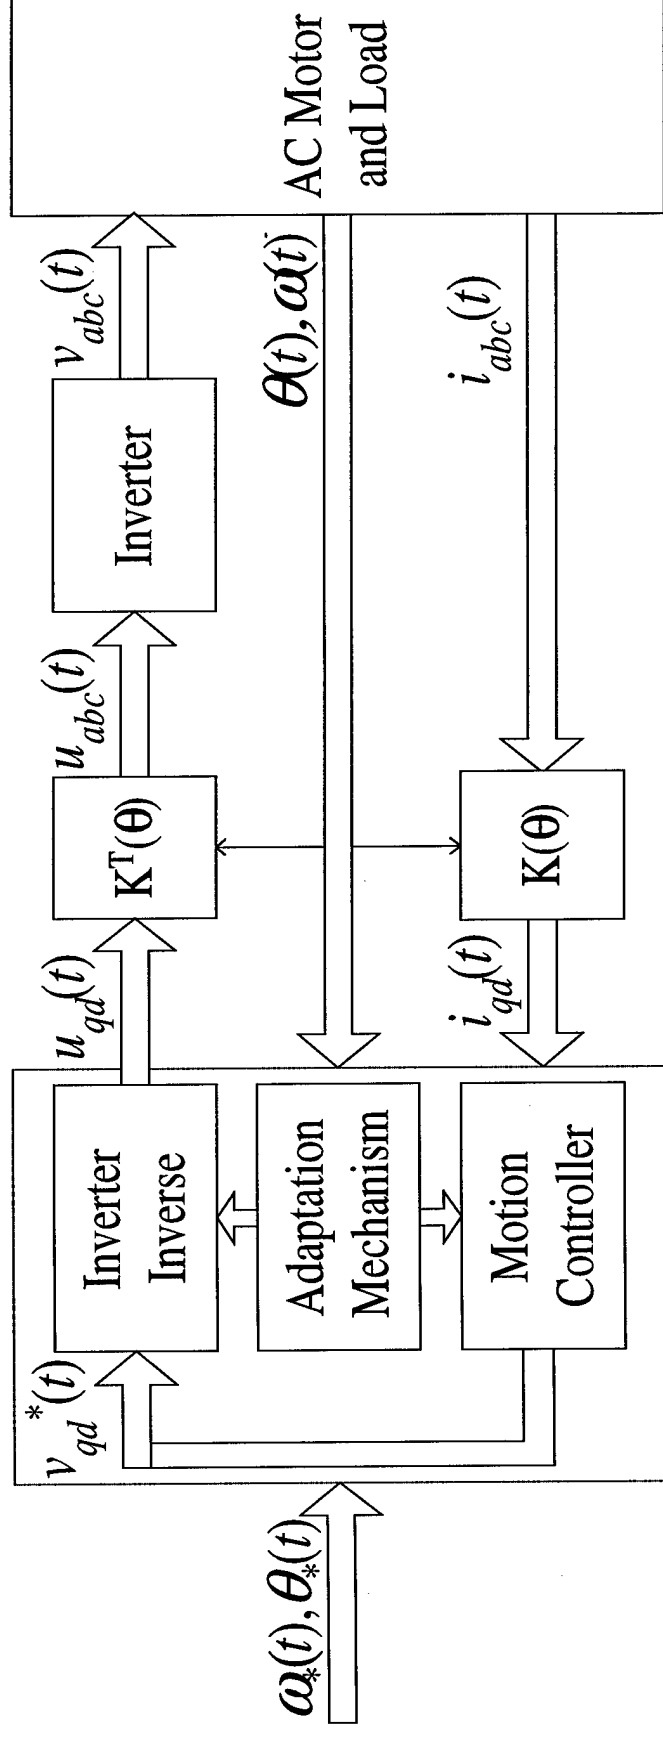 ω*(t), θ*(t)
v_qd*(t)
Inverter
Inverse
Adaptation
Mechanism
Motion
Controller
u_qd(t)
i_qd(t)
K^T(θ)
K(θ)
u_abc(t)
Inverter
v_abc(t)
θ(t), ω(t)
i_abc(t)
AC Motor
and Load